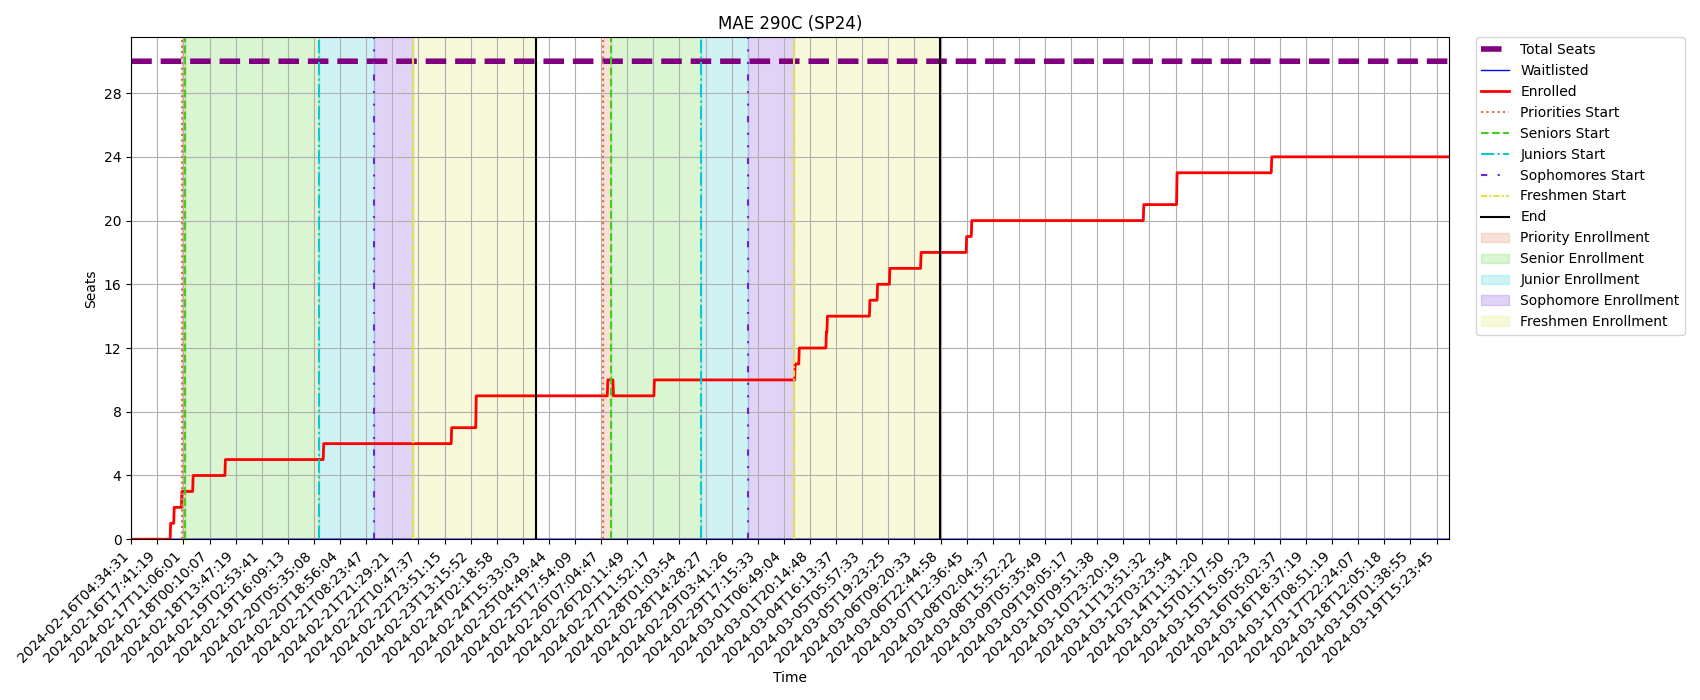 MAE 290C (SP24)
Total Seats
Waitlisted
Enrolled
Priorities Start
Seniors Start
Juniors Start
Sophomores Start
Freshmen Start
End
Priority Enrollment
Senior Enrollment
Junior Enrollment
Sophomore Enrollment
Freshmen Enrollment
Seats
28
24
20
16
12
8
4
0
2024-02-16T04:34:31
2024-02-16T17:41:19
2024-02-17T11:06:01
2024-02-18T00:10:07
2024-02-18T13:47:19
2024-02-19T02:53:41
2024-02-19T16:09:13
2024-02-20T05:35:08
2024-02-20T18:56:04
2024-02-21T08:23:47
2024-02-21T21:29:21
2024-02-22T10:47:37
2024-02-22T23:51:15
2024-02-23T13:15:52
2024-02-24T02:18:58
2024-02-24T15:33:03
2024-02-25T04:49:44
2024-02-25T17:54:09
2024-02-26T07:04:47
2024-02-26T20:11:49
2024-02-27T11:52:17
2024-02-28T01:03:54
2024-02-28T14:28:27
2024-02-29T03:41:26
2024-02-29T17:15:33
2024-03-01T06:49:04
2024-03-01T20:14:48
2024-03-04T16:13:37
2024-03-05T05:57:33
2024-03-05T19:23:25
2024-03-06T09:20:33
2024-03-06T22:44:58
2024-03-07T12:36:45
2024-03-08T02:04:37
2024-03-08T15:52:22
2024-03-09T05:35:49
2024-03-09T19:05:17
2024-03-10T09:51:38
2024-03-10T23:20:19
2024-03-11T13:51:32
2024-03-12T03:23:54
2024-03-14T11:31:20
2024-03-15T01:17:50
2024-03-15T15:05:23
2024-03-16T05:02:37
2024-03-16T18:37:19
2024-03-17T08:51:19
2024-03-17T22:24:07
2024-03-18T12:05:18
2024-03-19T01:38:55
2024-03-19T15:23:45
Time